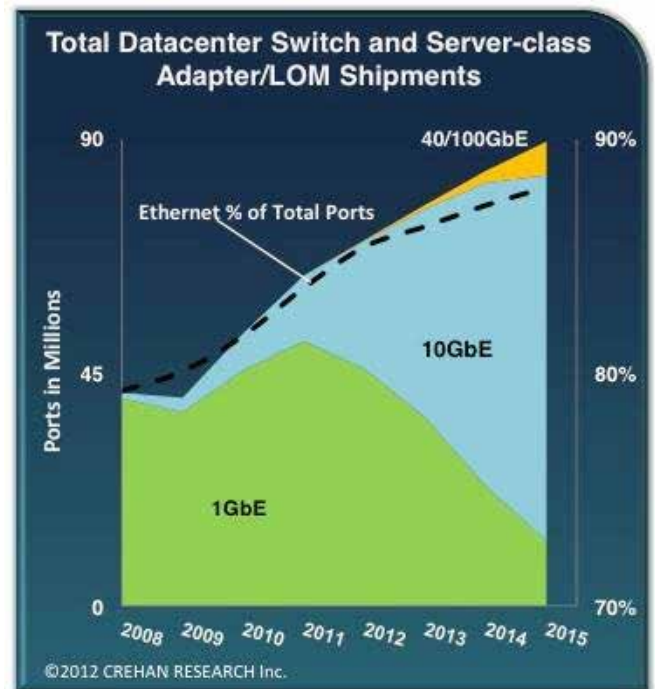 Total Datacenter Switch and Server-class
Adapter/LOM Shipments
90
40/100GbE
90%
Ethernet % of Total Ports
Ports in Millions
10GbE
45
80%
1GbE
0
70%
2008 2009 2010 2011 2012 2013 2014 2015
©2012 CREHAN RESEARCH Inc.